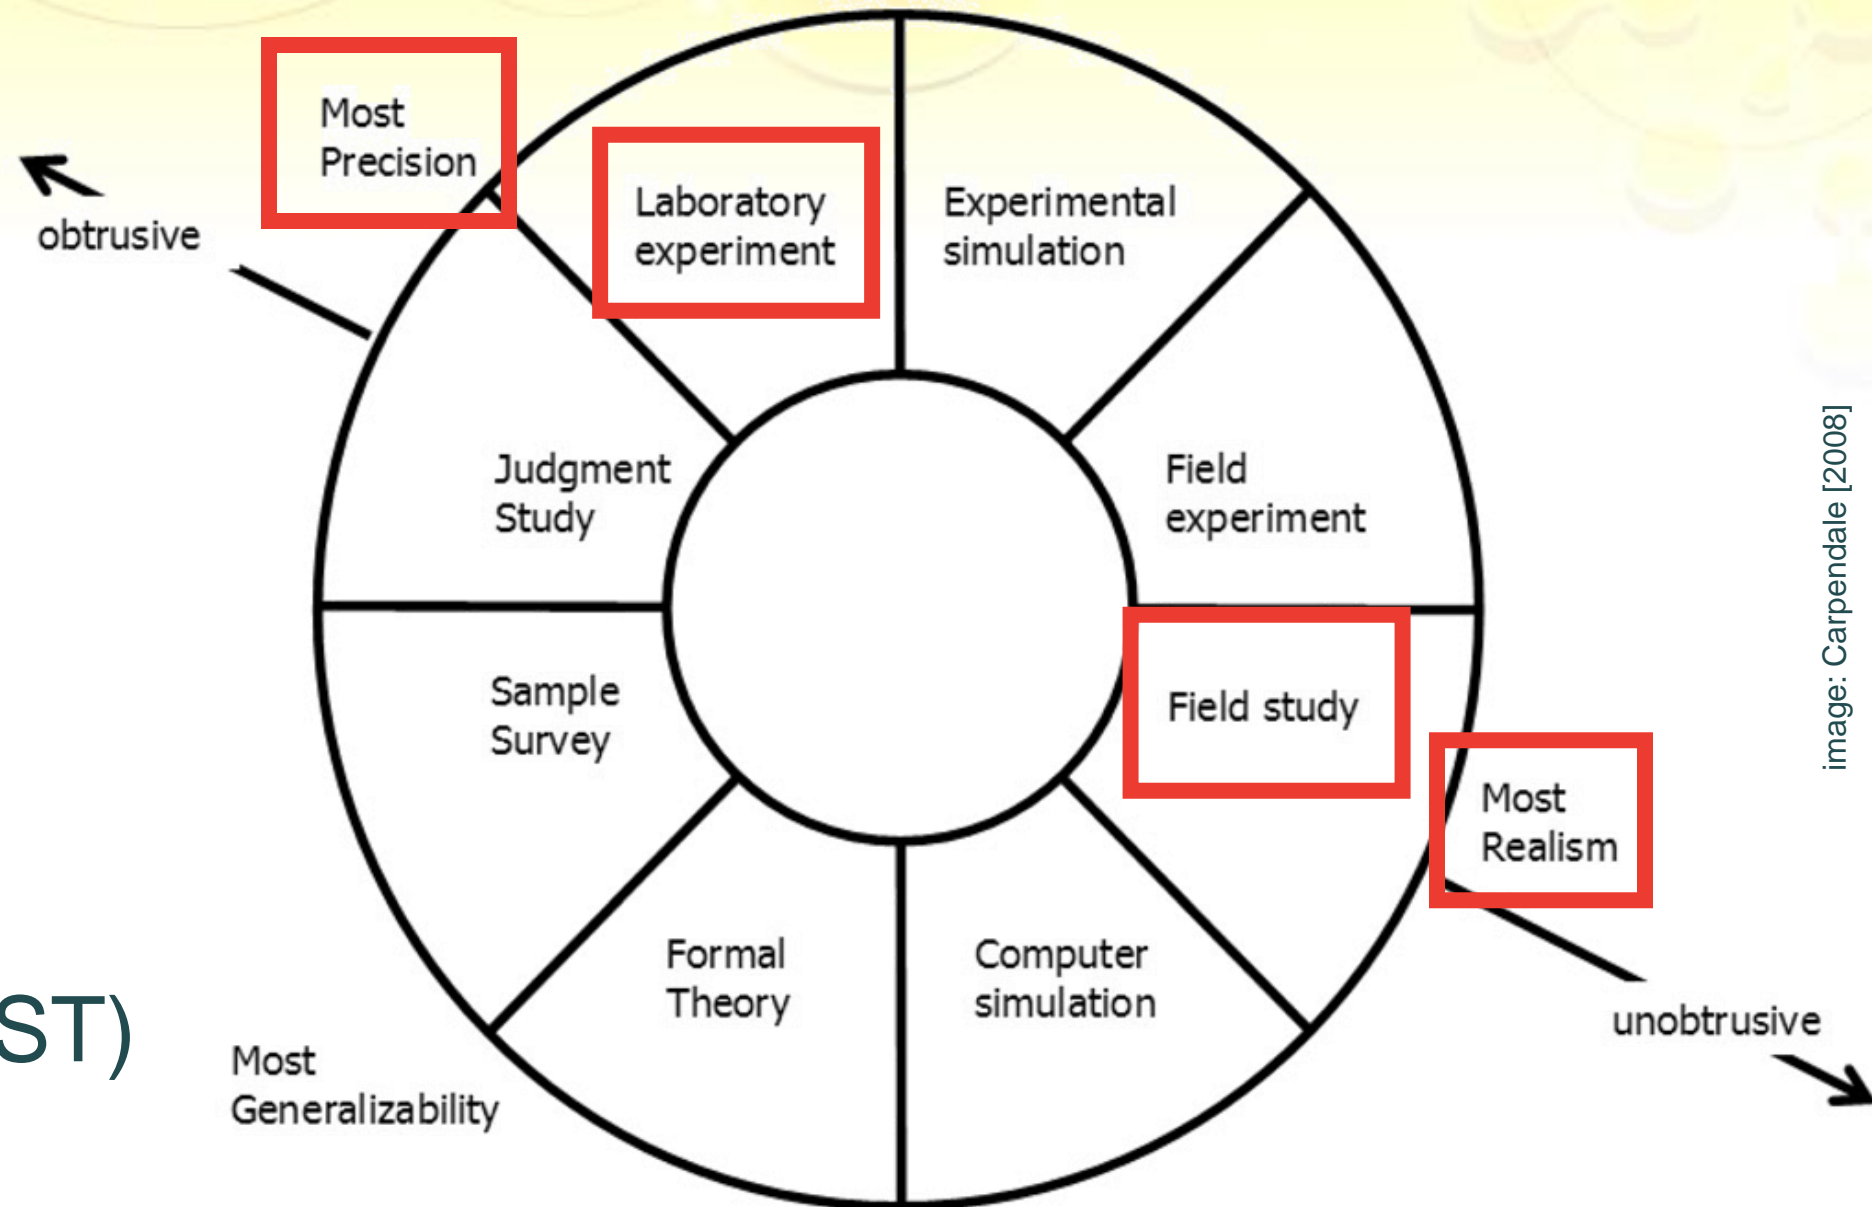 Most
Precision
obtrusive
Laboratory
experiment
Experimental
simulation
Judgment
Study
Field
experiment
Sample
Survey
Field study
Most
Realism
Formal
Theory
Computer
simulation
unobtrusive
ST)
Most
Generalizability
image: Carpendale [2008]